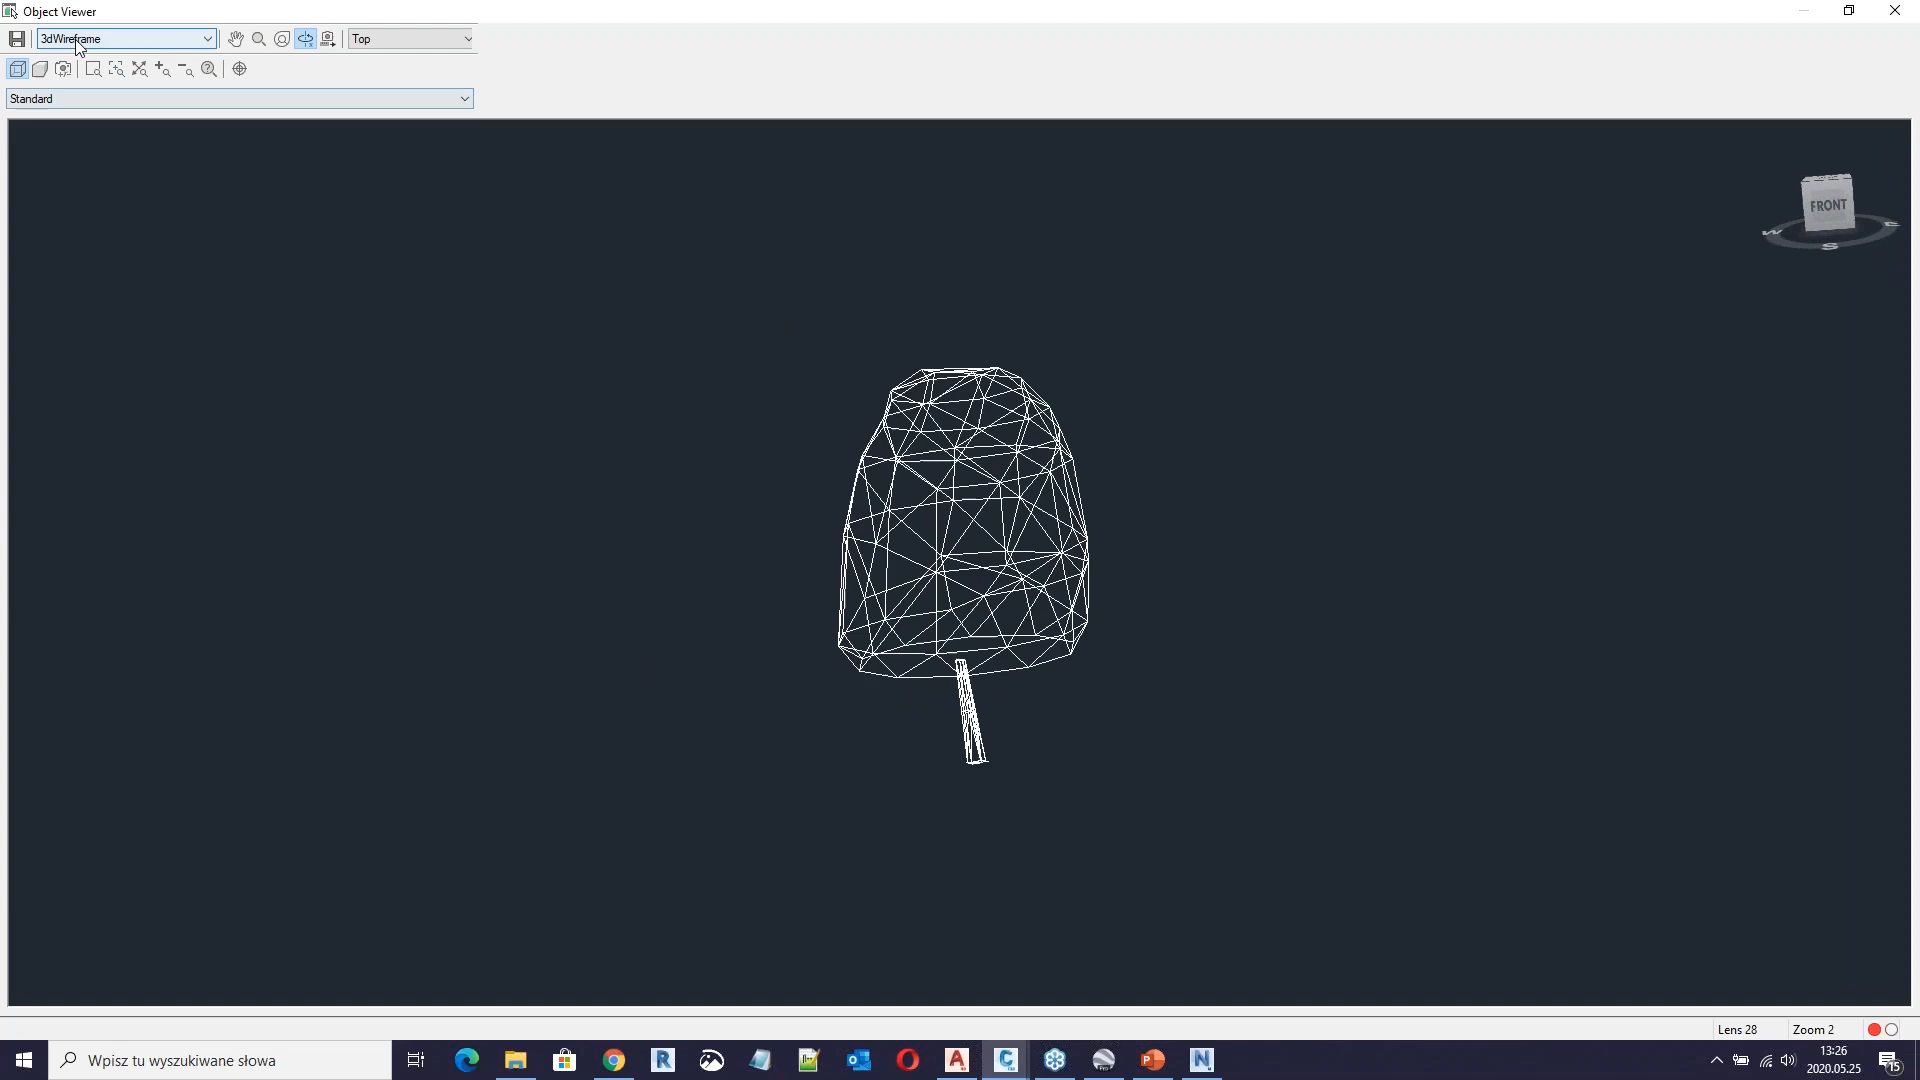 Object Viewer
3dWireframe
Top
Standard
FRONT
W
S
E
Lens 28
Zoom 2
Wpisz tu wyszukiwane słowa
13:26
2020.05.25
15